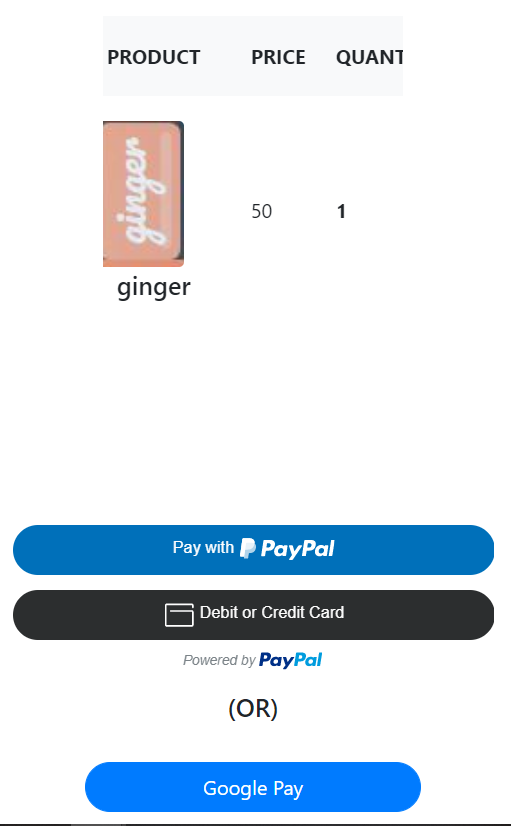 PRODUCT PRICE QUANT
ginger
50 1
ginger
Pay with PayPal
Debit or Credit Card
Powered by PayPal
(OR)
Google Pay